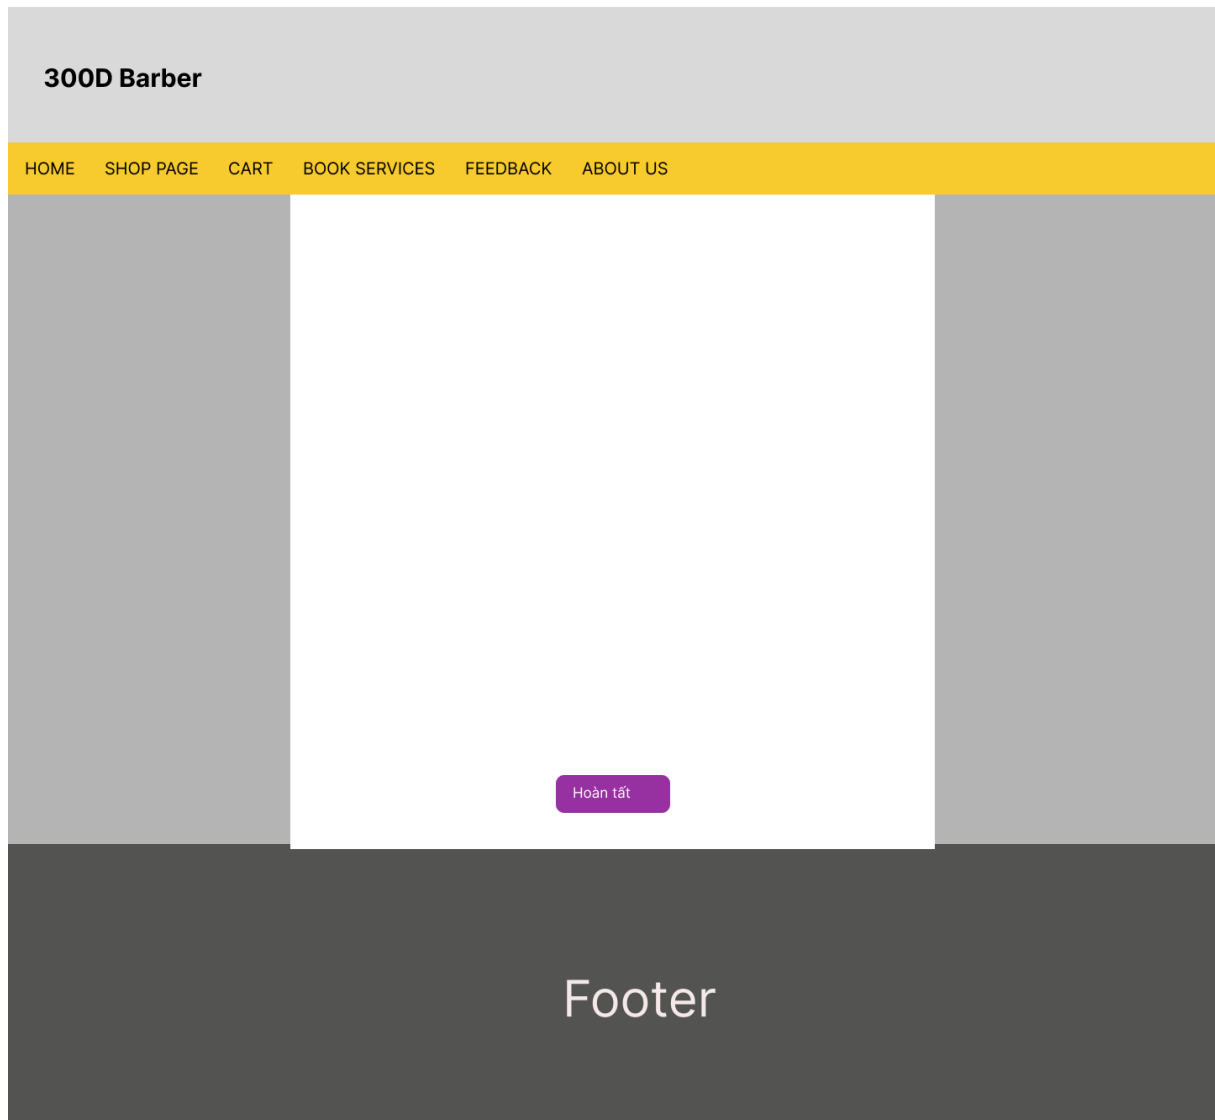 300D Barber
HOME SHOP PAGE CART BOOK SERVICES FEEDBACK ABOUT US
Hoàn tất
Footer